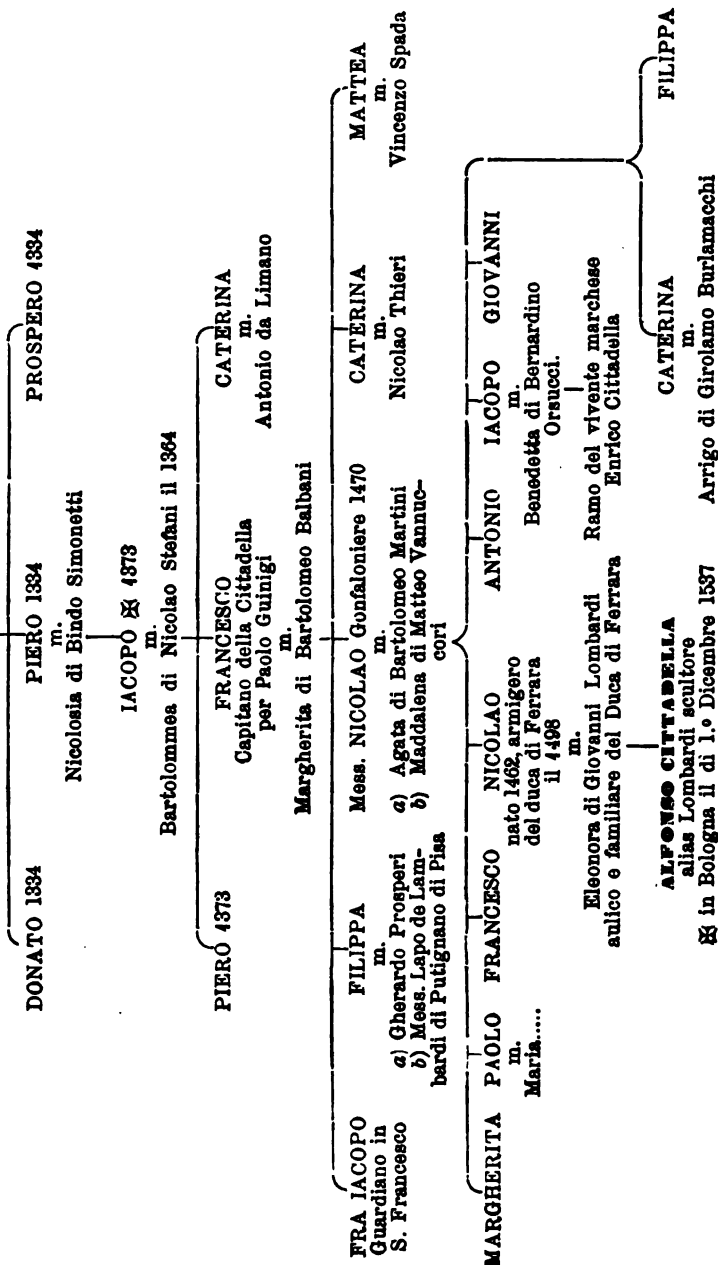 DONATO 1334
PIERO 1334
m.
Nicolosia di Bindo Simonetti
PROSPERO 1334
IACOPO ✠ 1373
m.
Bartolommea di Nicolao Stefani il 1364
PIERO 1373
FRANCESCO
Capitano della Cittadella
per Paolo Guinigi
m.
Margherita di Bartolomeo Balbani
CATERINA
m.
Antonio da Limano
FRA IACOPO
Guardiano in
S. Francesco
FILIPPA
m.
a) Gherardo Prosperi
b) Mess. Lapo de Lam-
bardi di Putignano di Pisa
Mess. NICOLAO Gonfaloniere 1470
m.
a) Agata di Bartolomeo Martini
b) Maddalena di Matteo Vannuc-
cori
CATERINA
m.
Nicolao Thieri
MATTEA
m.
Vincenzo Spada
MARGHERITA
PAOLO
m.
Maria.....
FRANCESCO
NICOLAO
nato 1462, armigero
del duca di Ferrara
il 1498
m.
Eleonora di Giovanni Lombardi
aulico e familiare del Duca di Ferrara
ANTONIO
IACOPO
m.
Benedetta di Bernardino
Orsucci.
Ramo del vivente marchese
Enrico Cittadella
GIOVANNI
ALFONSO CITTADELLA
alias Lombardi scultore
✠ in Bologna il di 1.º Dicembre 1537
CATERINA
m.
Arrigo di Girolamo Burlamacchi
FILIPPA